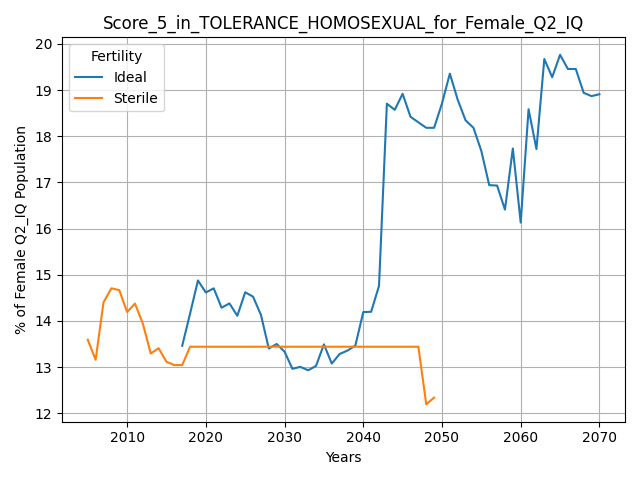 Score_5_in_TOLERANCE_HOMOSEXUAL_for_Female_Q2_IQ
Fertility
Ideal
Sterile
% of Female Q2_IQ Population
20
19
18
17
16
15
14
13
12
2010
2020
2030
2040
2050
2060
2070
Years